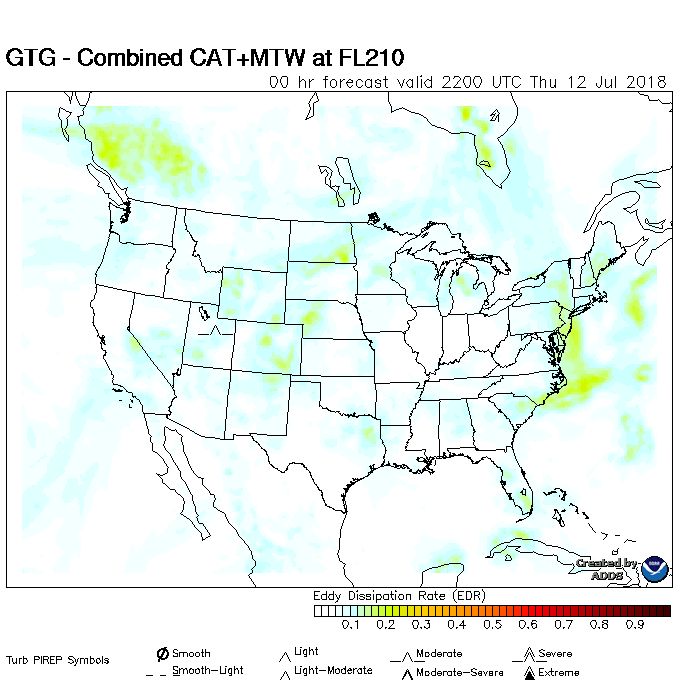 GTG - Combined CAT+MTW at FL210
00 hr forecast valid 2200 UTC Thu 12 Jul 2018
Created by
ADDS
Eddy Dissipation Rate (EDR)
0.1 0.2 0.3 0.4 0.5 0.6 0.7 0.8 0.9
Turb PIREP Symbols
Smooth Light Moderate Severe
Smooth-Light Light-Moderate Moderate-Severe Extreme